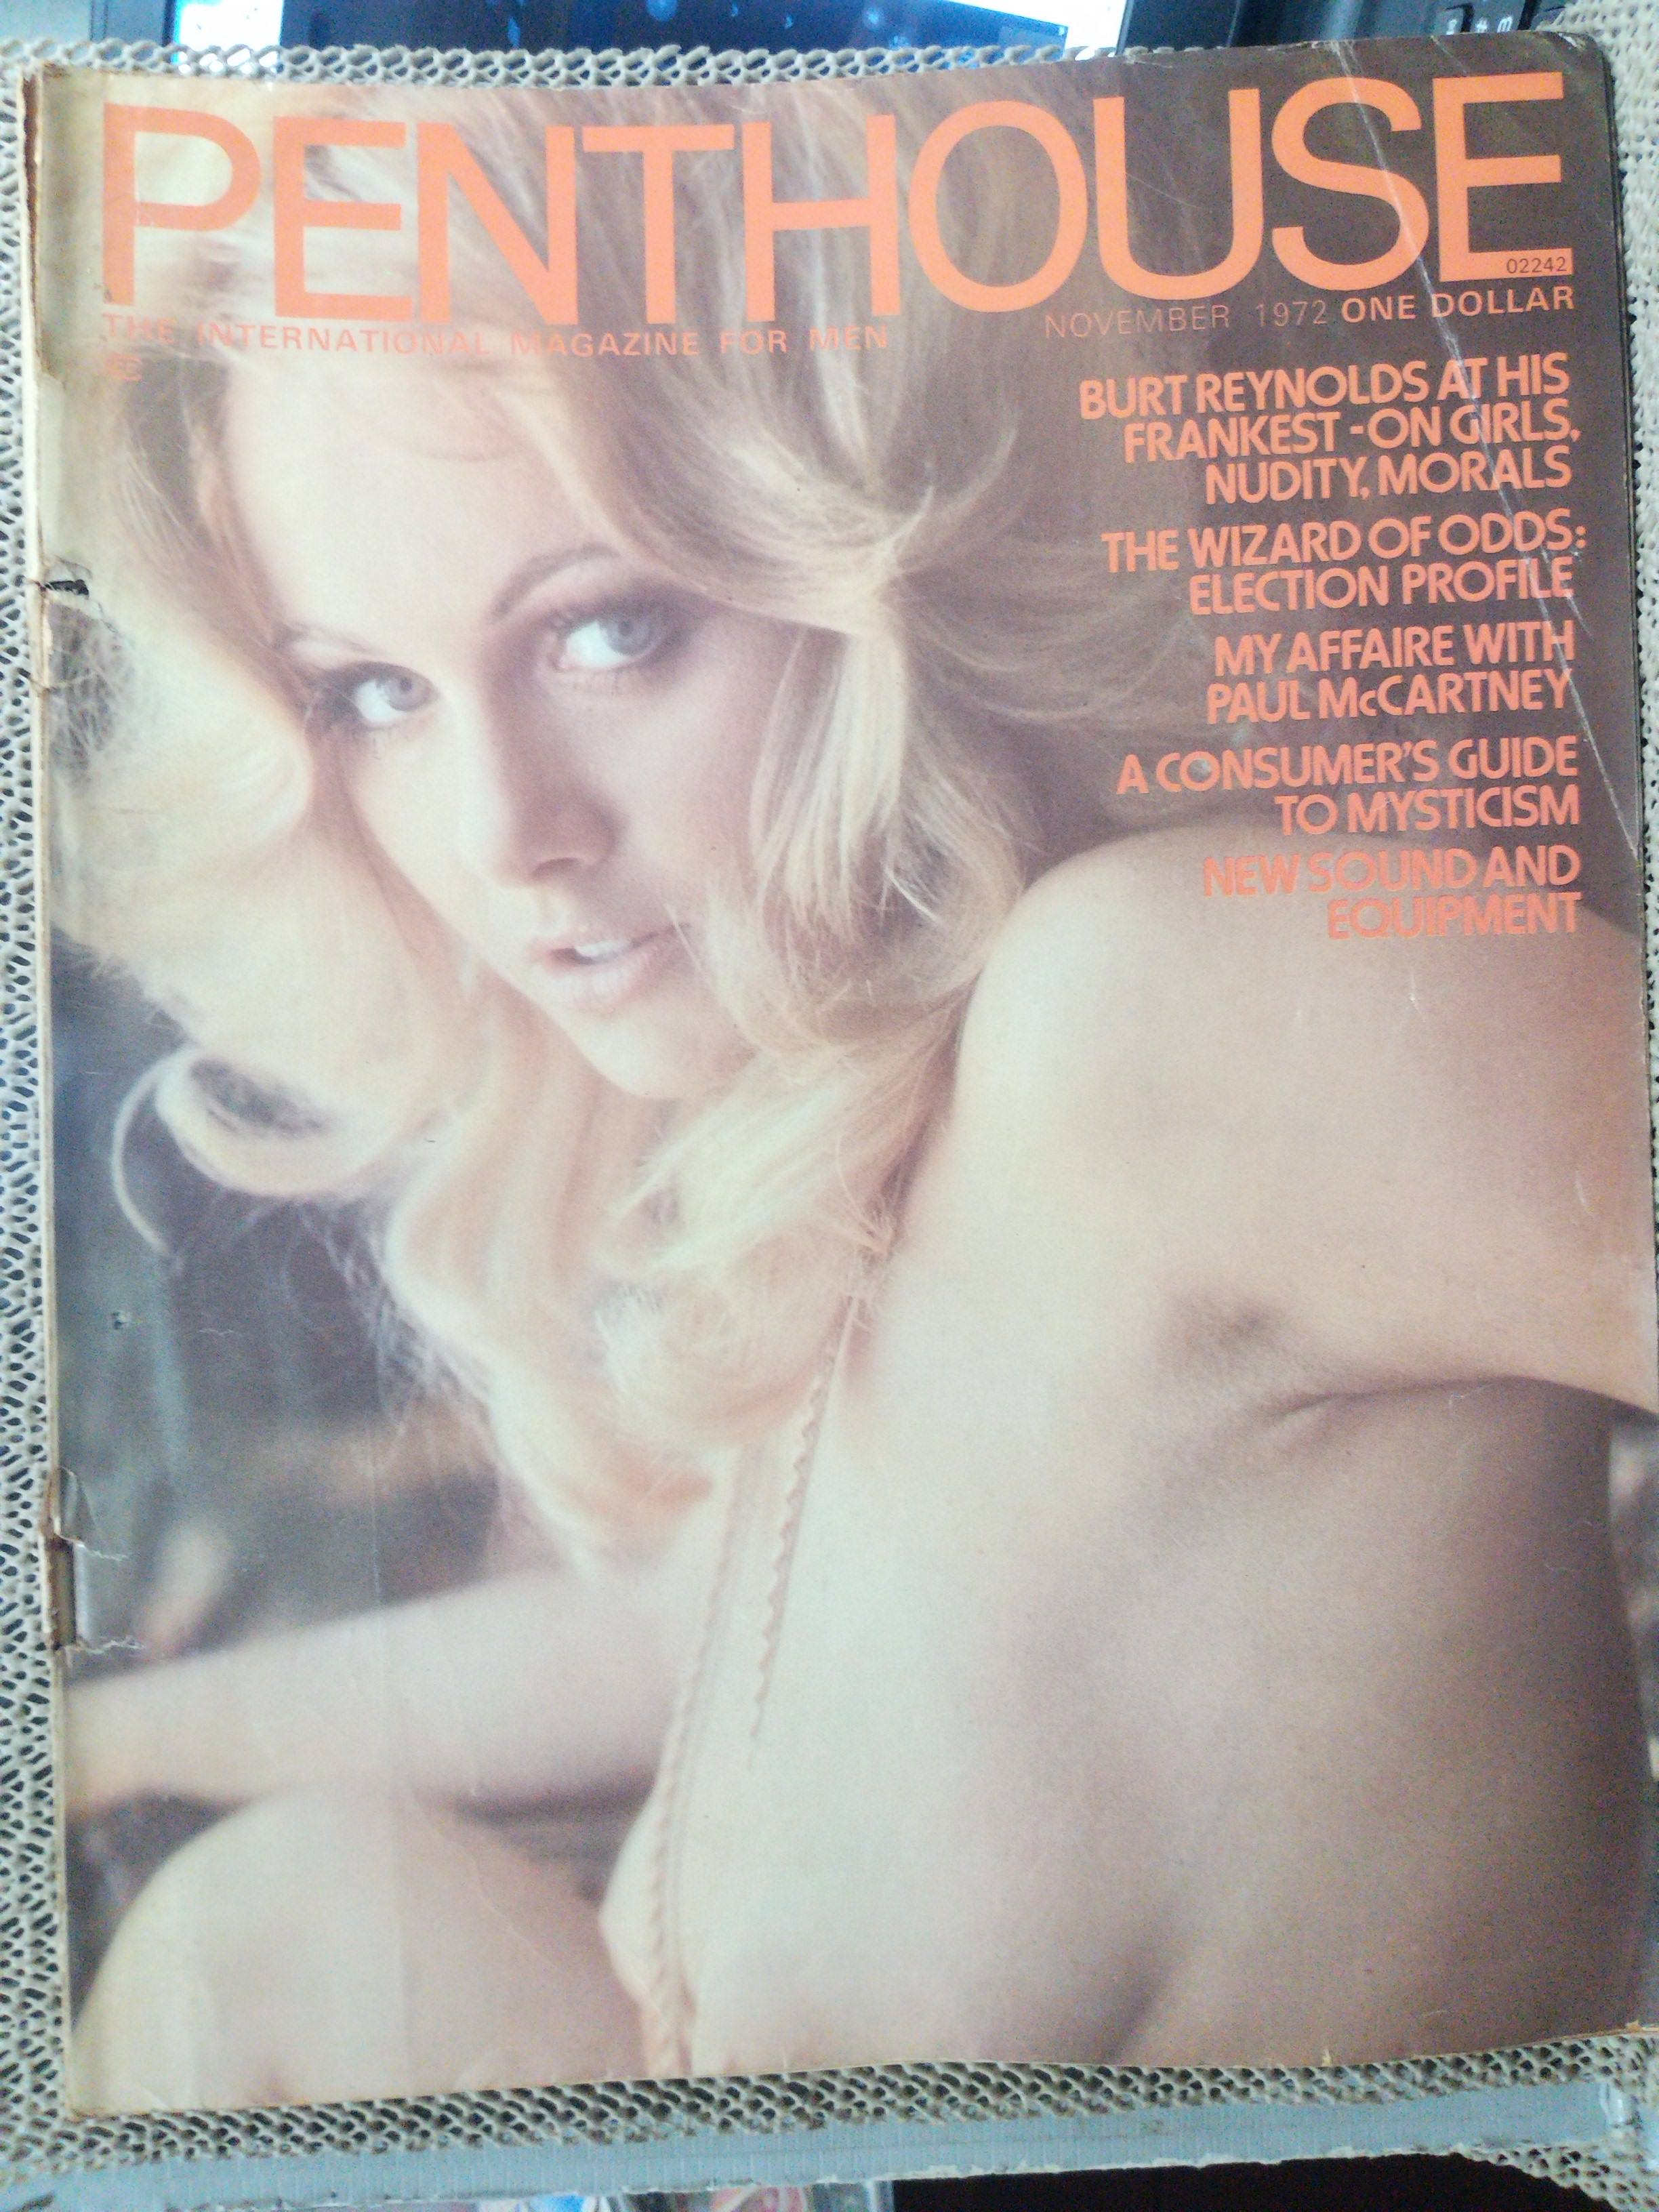 PENTHOUSE
02242
THE INTERNATIONAL MAGAZINE FOR MEN
NOVEMBER 1972 ONE DOLLAR
BURT REYNOLDS AT HIS
FRANKEST - ON GIRLS,
NUDITY, MORALS
THE WIZARD OF ODDS:
ELECTION PROFILE
MY AFFAIRE WITH
PAUL McCARTNEY
A CONSUMER'S GUIDE
TO MYSTICISM
NEW SOUND AND
EQUIPMENT